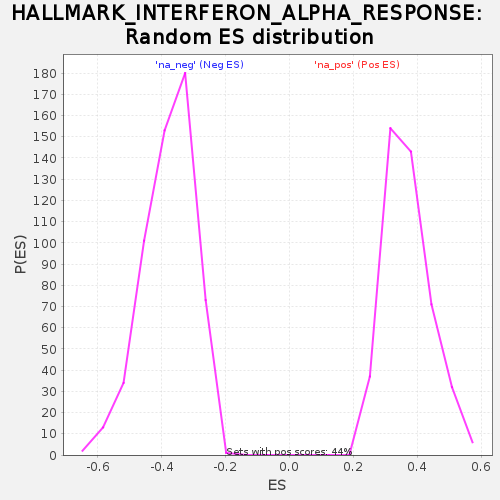 HALLMARK_INTERFERON_ALPHA_RESPONSE:
Random ES distribution
'na_neg' (Neg ES) 'na_pos' (Pos ES)
180
170
160
150
140
130
120
110
100
90
80
70
60
50
40
30
20
10
0
P(ES)
Sets with pos scores: 44%
-0.6 -0.4 -0.2 0.0 0.2 0.4 0.6
ES